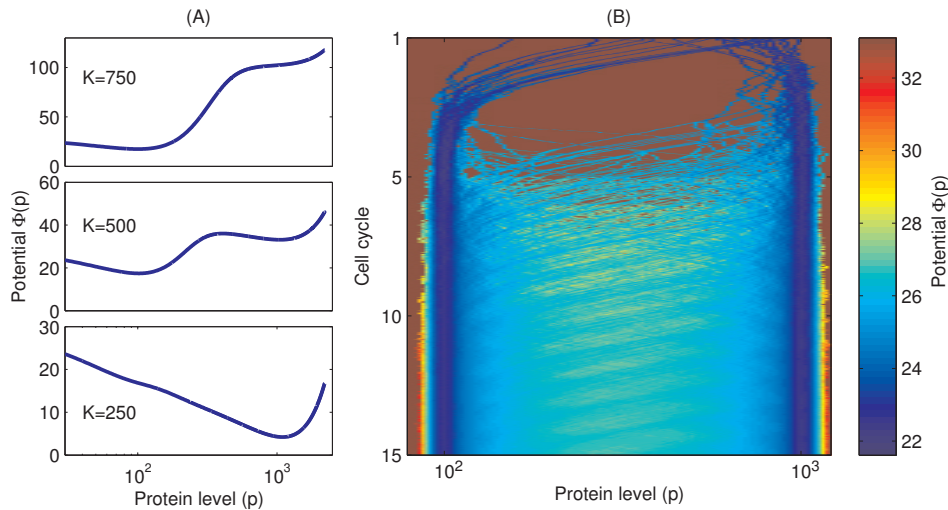 (A)
Potential Φ(p)
100
50
0
K=750
60
40
20
0
K=500
30
20
10
0
K=250
10²
10³
Protein level (p)
(B)
Cell cycle
1
5
10
15
10²
10³
Protein level (p)
32
30
28
26
24
22
Potential Φ(p)